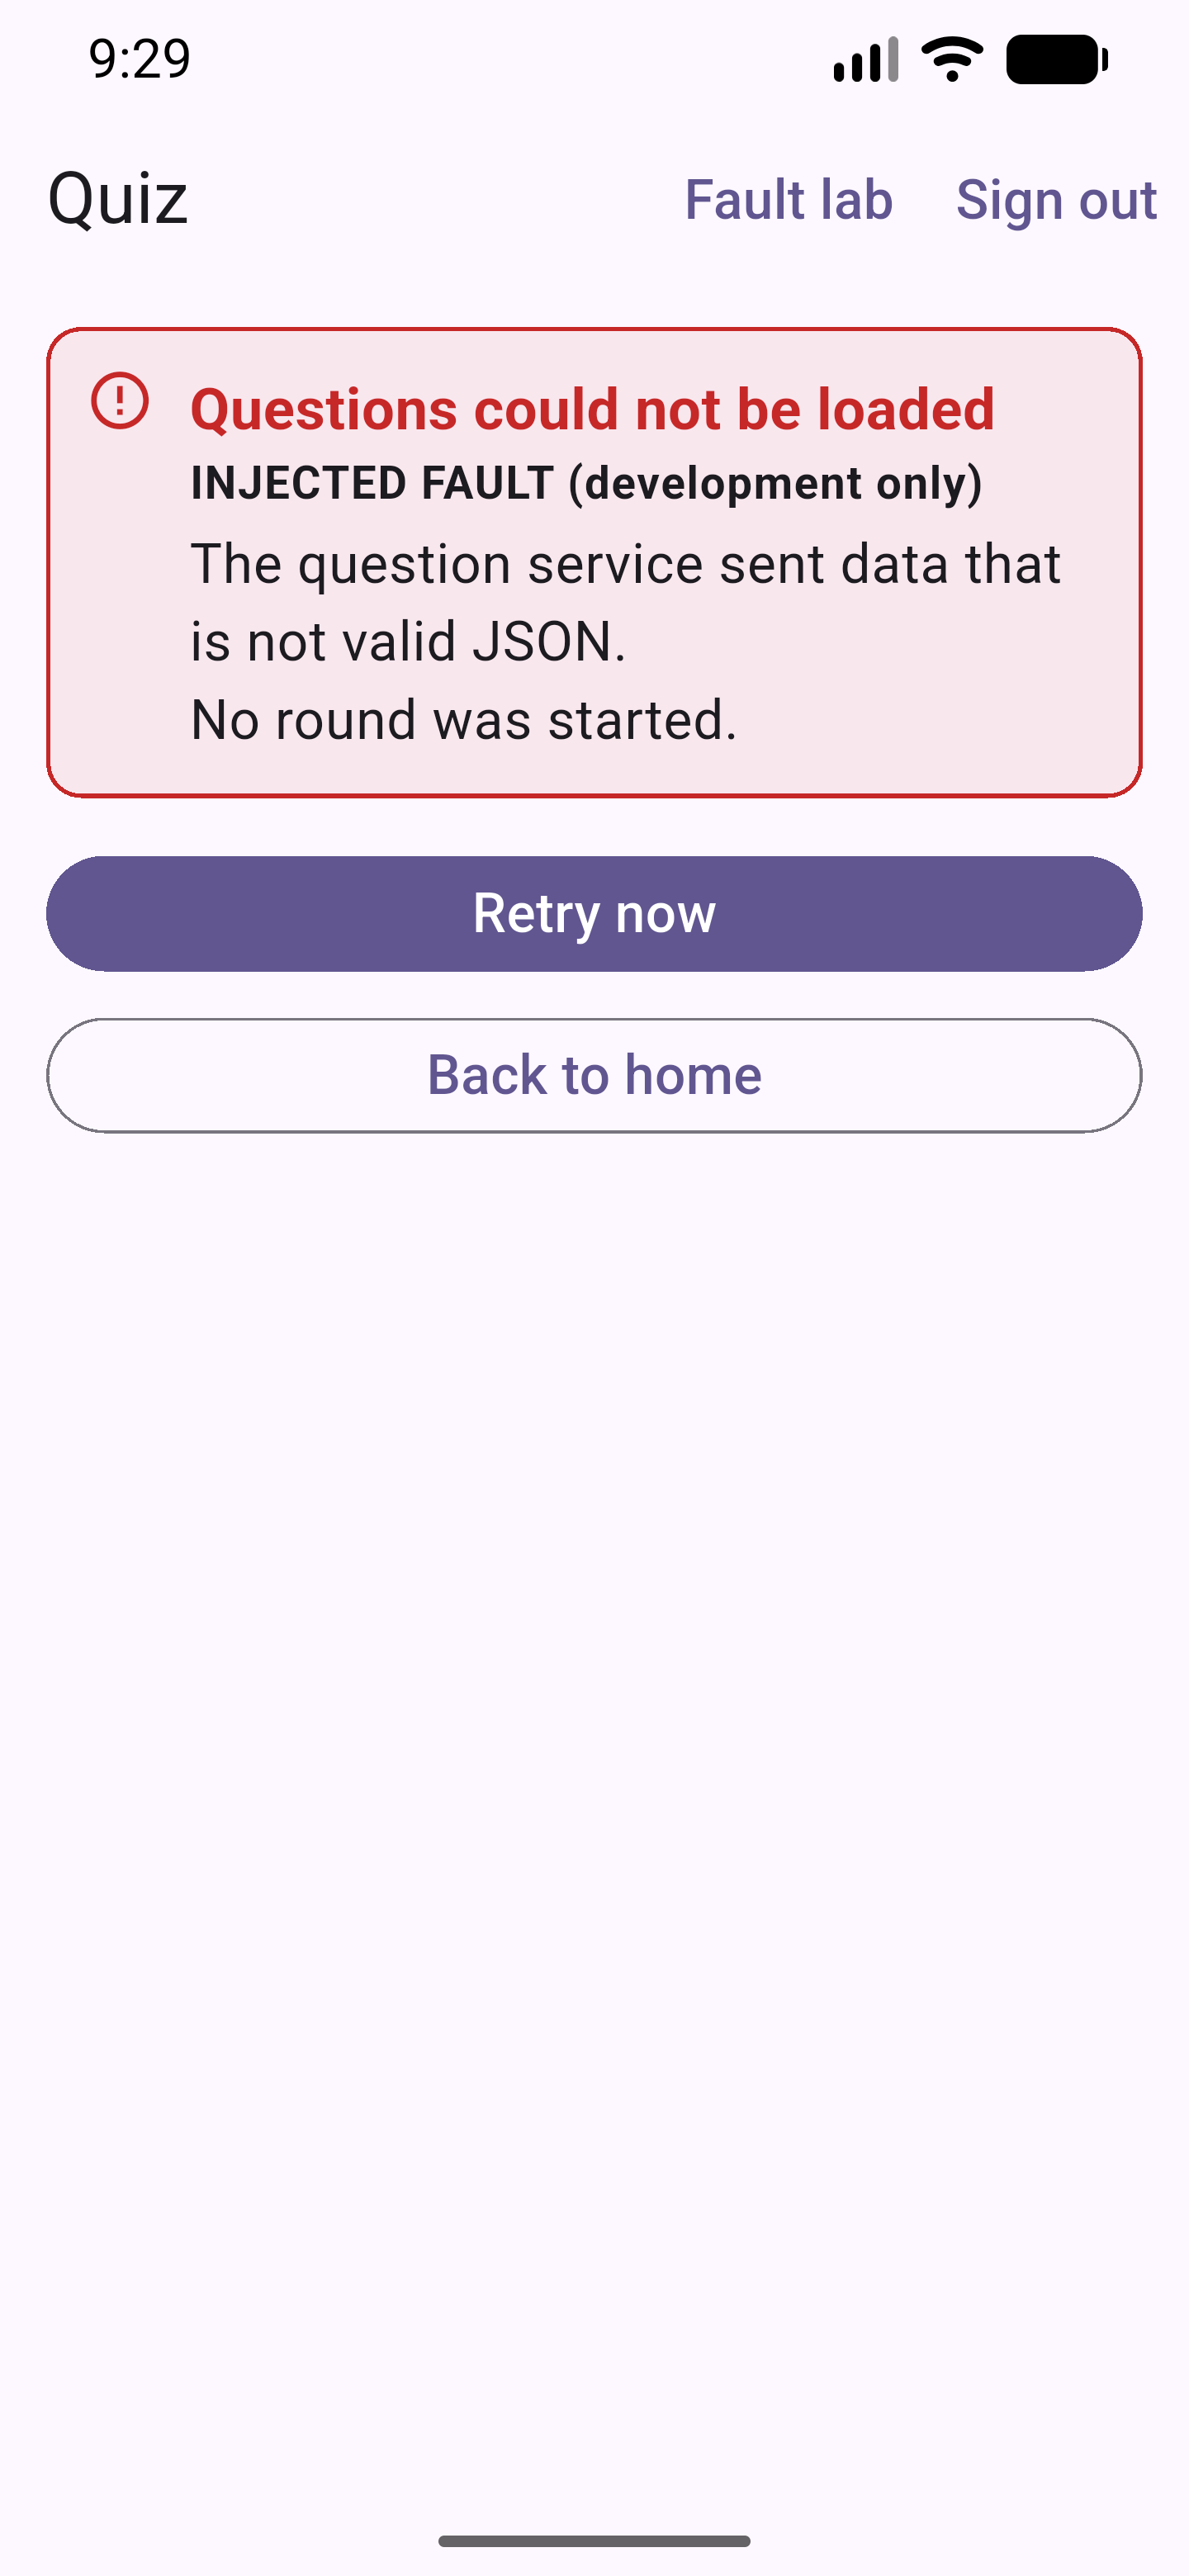 9:29
Quiz
Fault lab
Sign out
Questions could not be loaded
INJECTED FAULT (development only)
The question service sent data that
is not valid JSON.
No round was started.
Retry now
Back to home